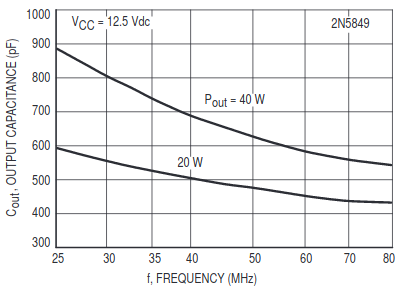 1000
900
800
700
600
500
400
300
VCC = 12.5 Vdc
2N5849
Pout = 40 W
20 W
Cout, OUTPUT CAPACITANCE (pF)
25 30 35 40 50 60 70 80
f, FREQUENCY (MHz)